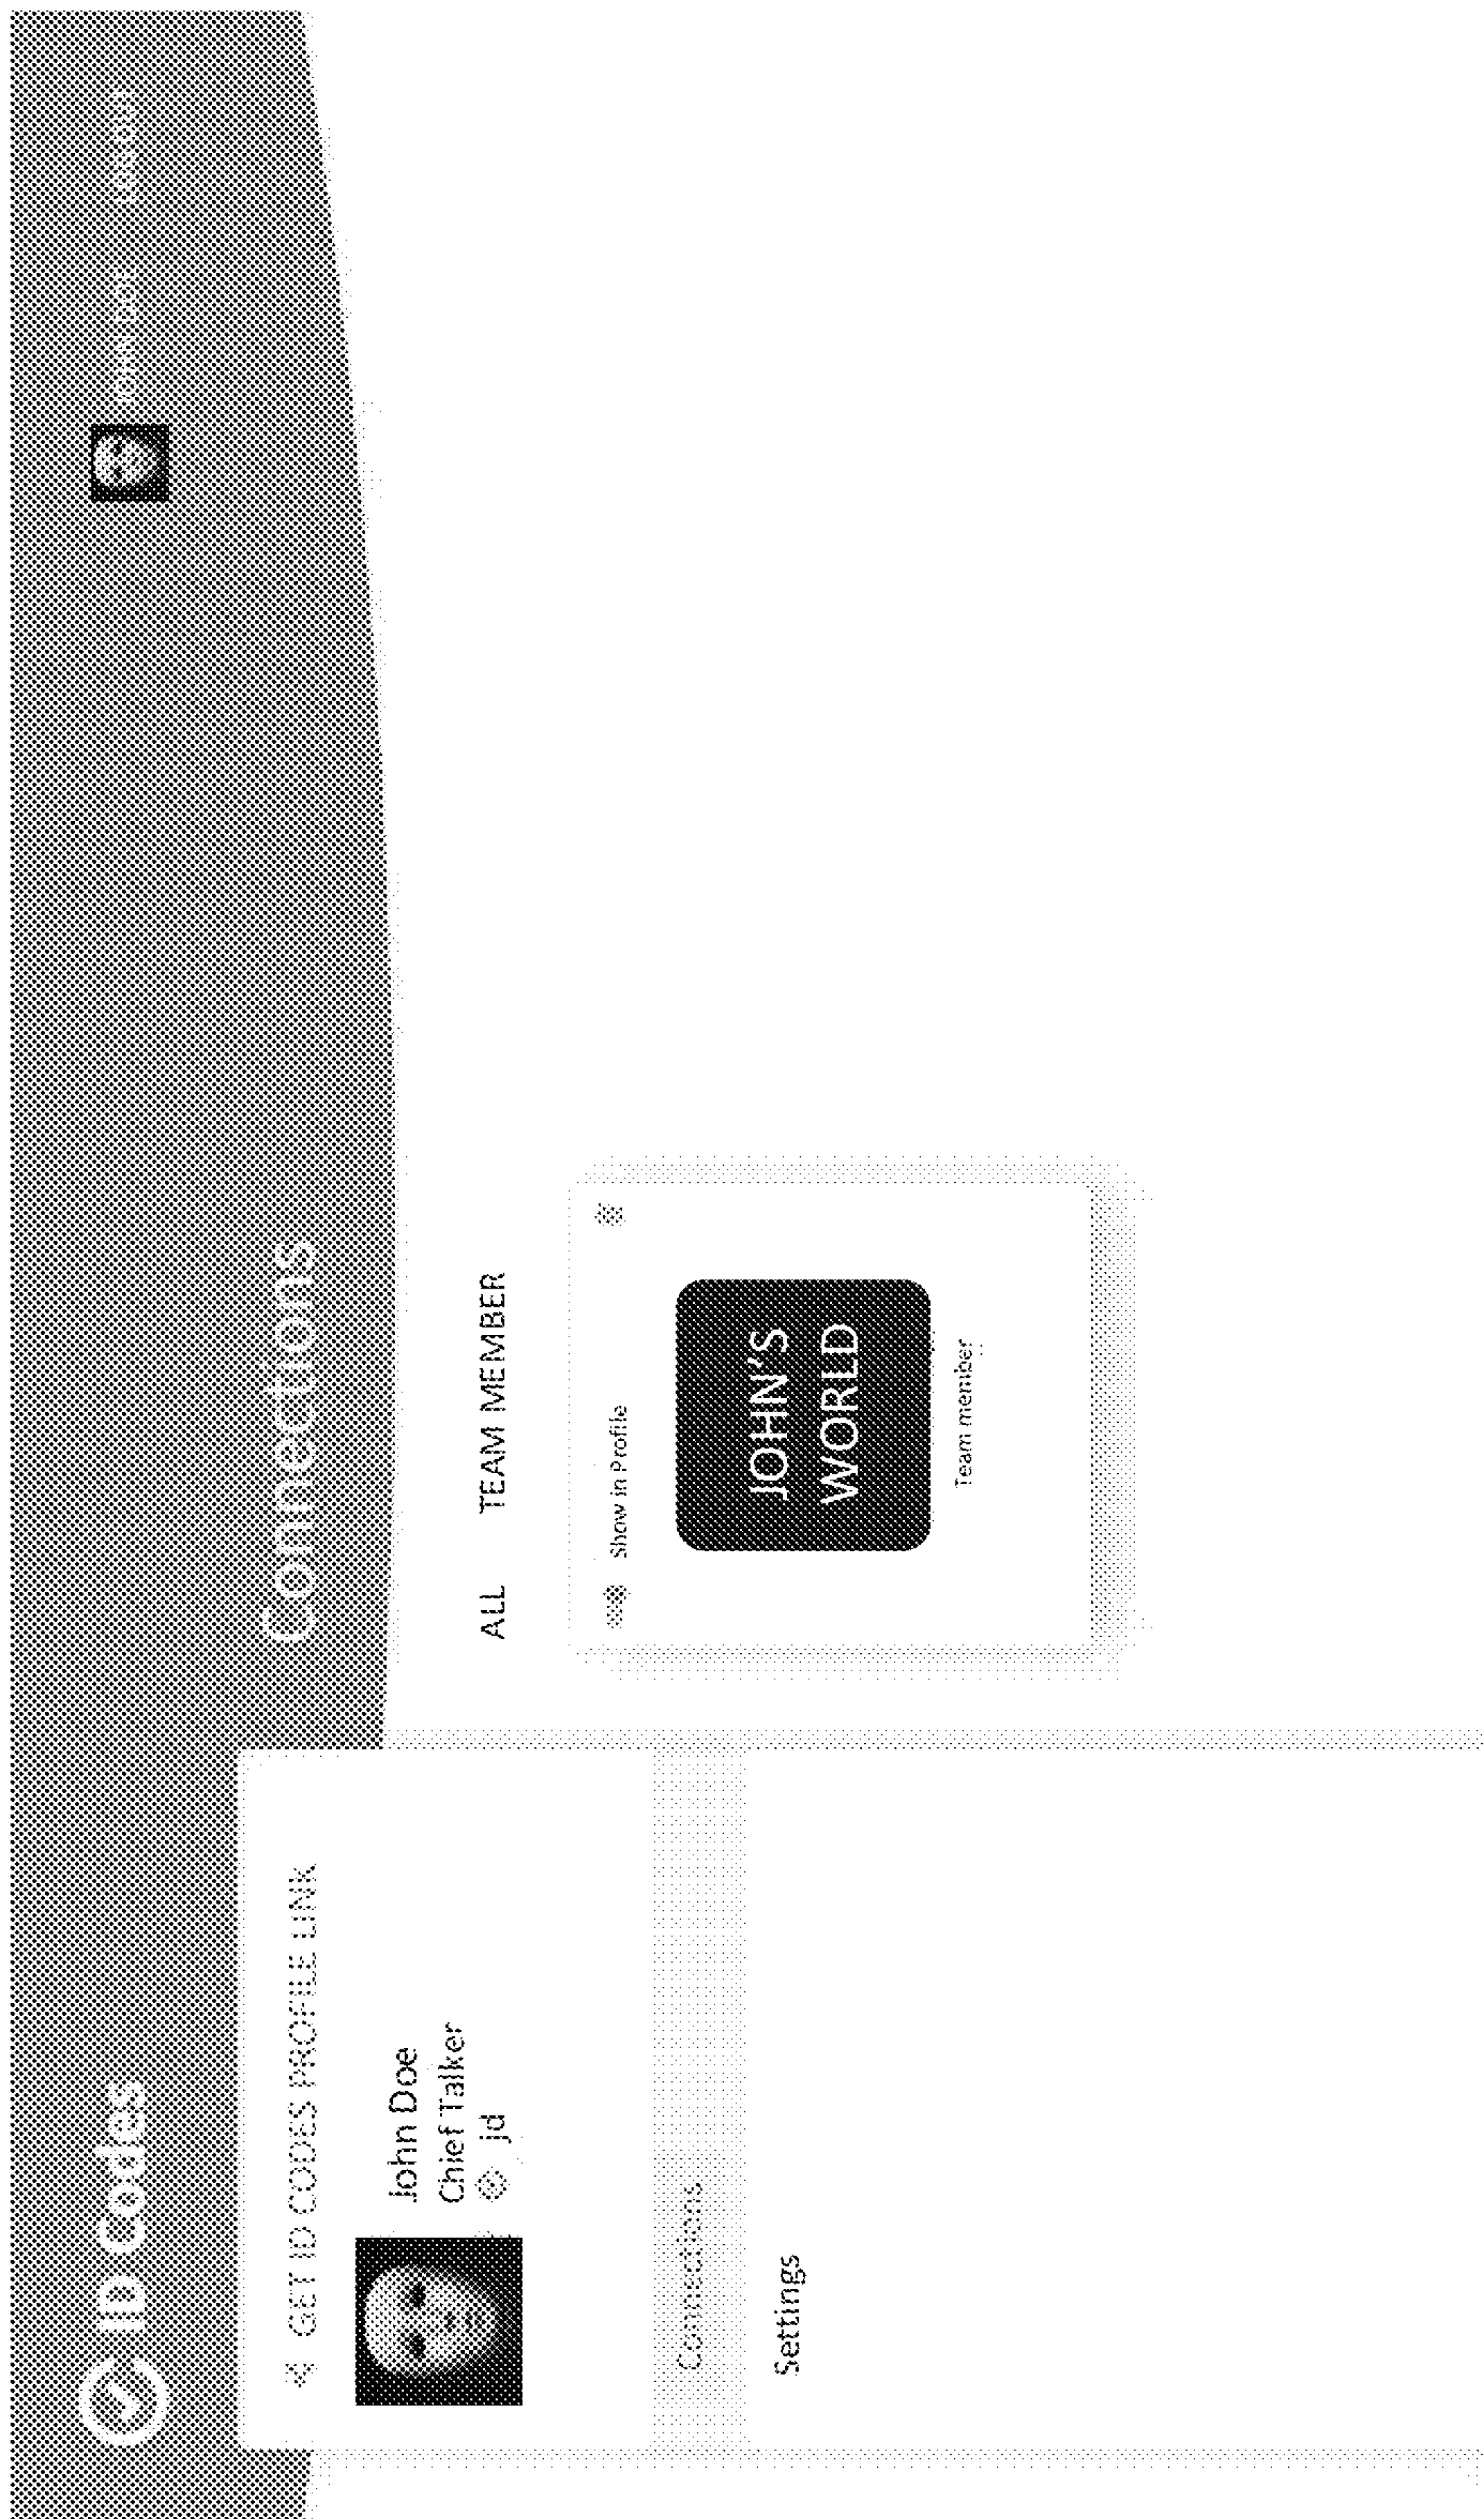 ID Codes
GET ID CODES PROFILE LINK
John Doe
Chief Talker
jd
Connections
Settings
Connections
ALL TEAM MEMBER
Show in Profile
JOHN'S
WORLD
Team member